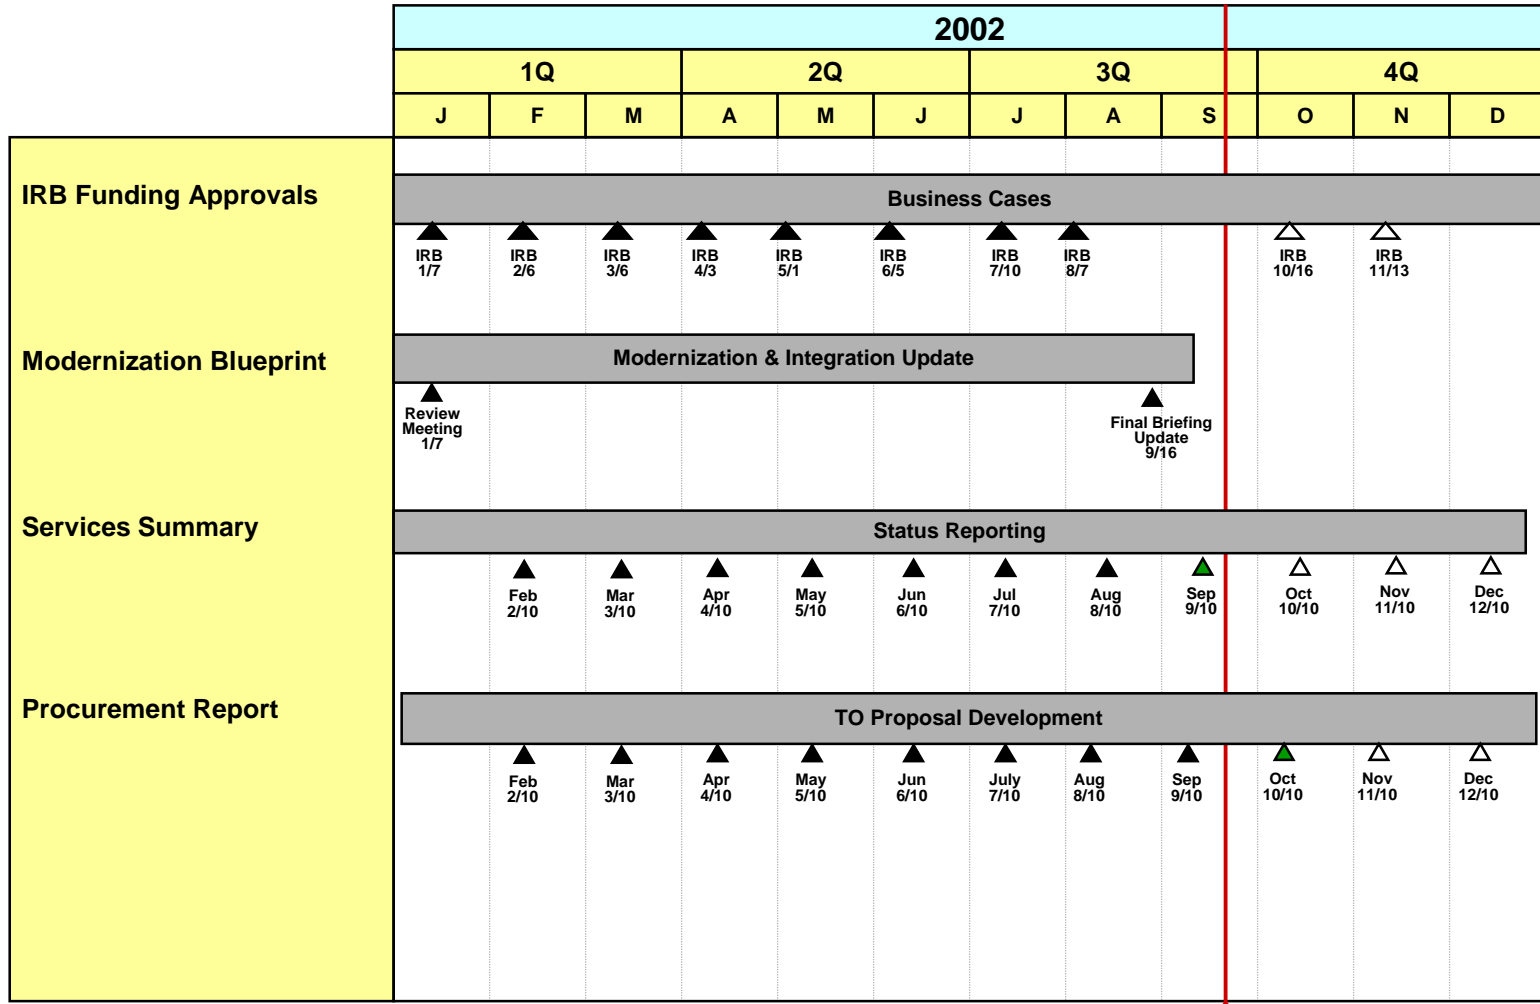 2002
1Q 2Q 3Q 4Q
J F M A M J J A S O N D
IRB Funding Approvals
Business Cases
IRB IRB IRB IRB IRB IRB IRB IRB IRB IRB
1/7 2/6 3/6 4/3 5/1 6/5 7/10 8/7 10/16 11/13
Modernization Blueprint
Modernization & Integration Update
Review
Meeting
1/7
Final Briefing
Update
9/16
Services Summary
Status Reporting
Feb Mar Apr May Jun Jul Aug Sep Oct Nov Dec
2/10 3/10 4/10 5/10 6/10 7/10 8/10 9/10 10/10 11/10 12/10
Procurement Report
TO Proposal Development
Feb Mar Apr May Jun July Aug Sep Oct Nov Dec
2/10 3/10 4/10 5/10 6/10 7/10 8/10 9/10 10/10 11/10 12/10